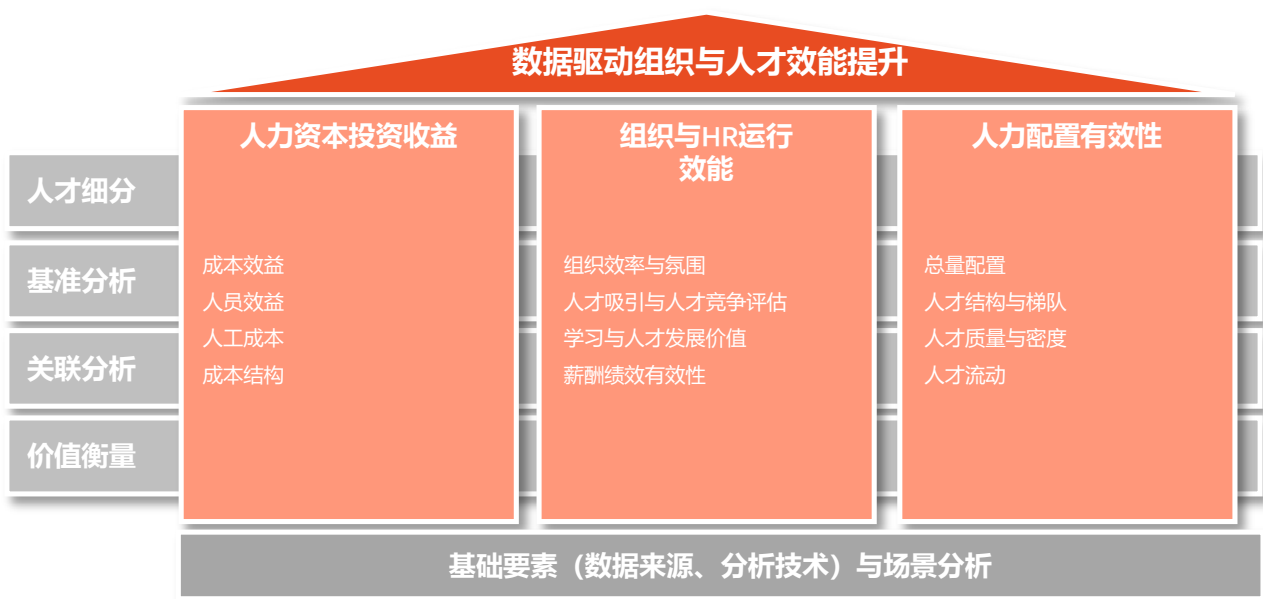 数据驱动组织与人才效能提升
人力资本投资收益
组织与HR运行
效能
人力配置有效性
人才细分
基准分析
关联分析
价值衡量
成本效益
人员效益
人工成本
成本结构
组织效率与氛围
人才吸引与人才竞争评估
学习与人才发展价值
薪酬绩效有效性
总量配置
人才结构与梯队
人才质量与密度
人才流动
基础要素（数据来源、分析技术）与场景分析